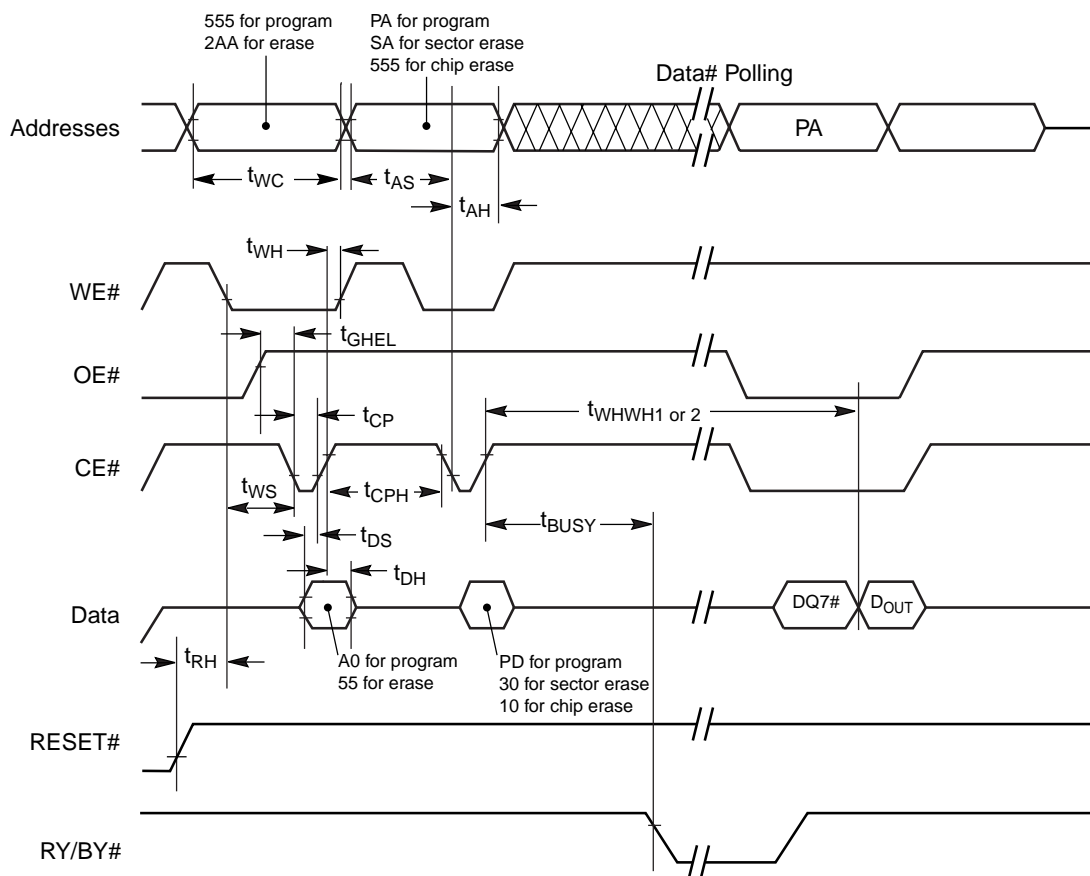 555 for program
2AA for erase
PA for program
SA for sector erase
555 for chip erase
Data# Polling
Addresses
PA
tWC
tAS
tAH
tWH
WE#
tGHEL
OE#
tWHWH1 or 2
tCP
CE#
tWS
tCPH
tBUSY
tDS
tDH
Data
DQ7#
DOUT
tRH
A0 for program
55 for erase
PD for program
30 for sector erase
10 for chip erase
RESET#
RY/BY#